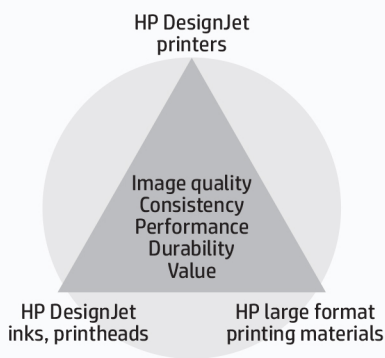 HP DesignJet
printers
Image quality
Consistency
Performance
Durability
Value
HP DesignJet
inks, printheads
HP large format
printing materials